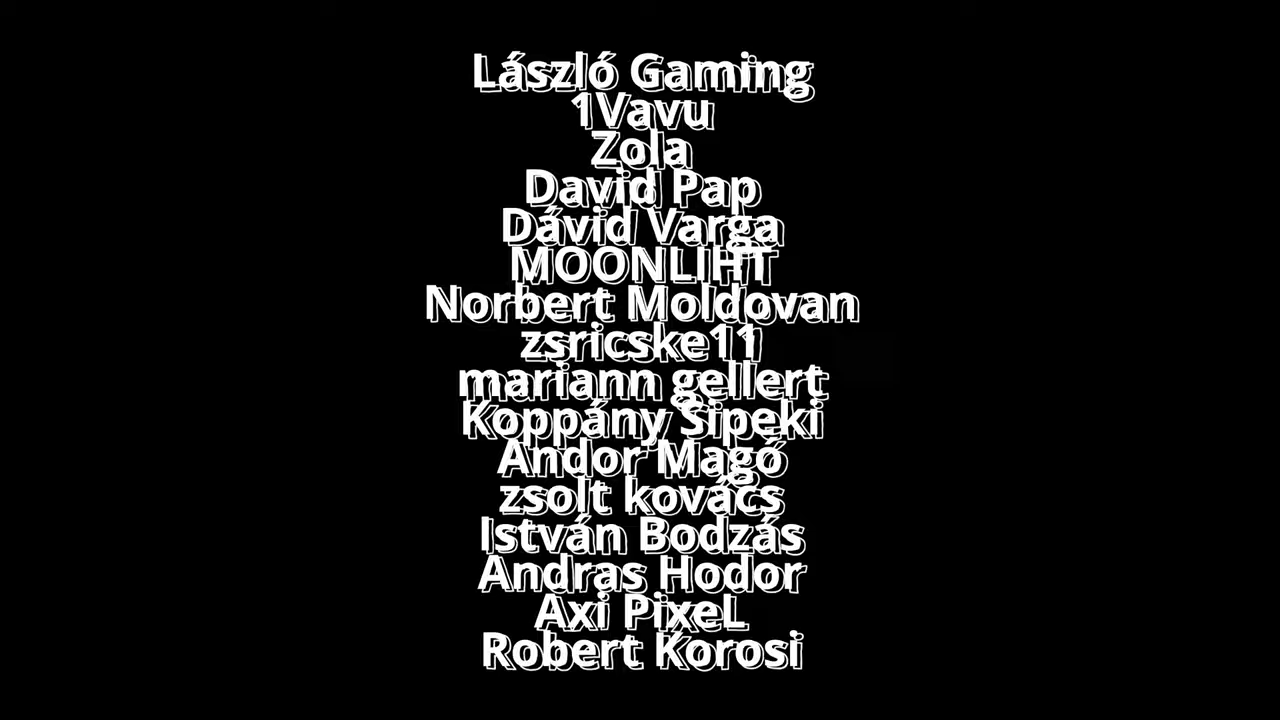 László Gaming
1Vavu
Zola
David Pap
Dávid Varga
MOONLIHT
Norbert Moldovan
zsricske11
mariann gellert
Koppány Sipeki
Andor Magó
zsolt kovács
István Bodzás
Andras Hodor
Axi PixeL
Robert Korosi